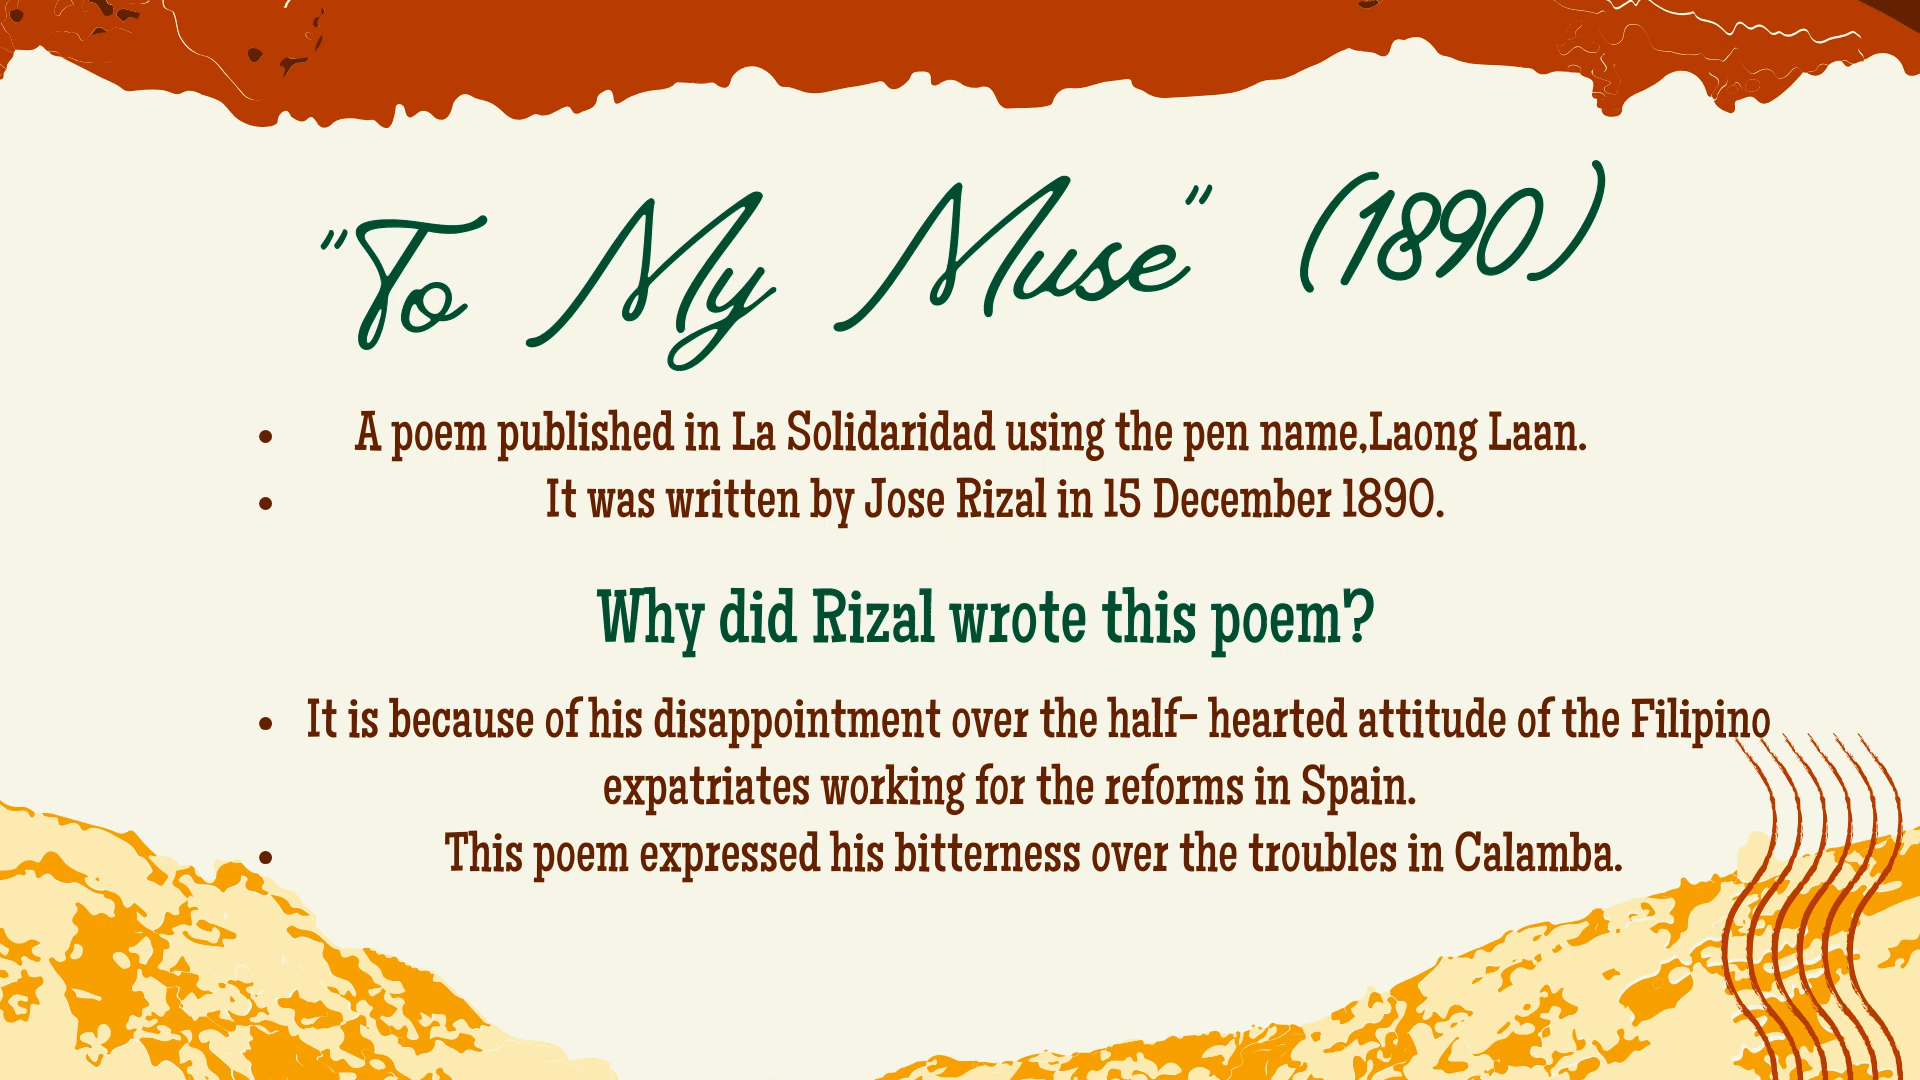 "To My Muse" (1890)
• A poem published in La Solidaridad using the pen name,Laong Laan.
• It was written by Jose Rizal in 15 December 1890.
Why did Rizal wrote this poem?
• It is because of his disappointment over the half- hearted attitude of the Filipino
expatriates working for the reforms in Spain.
• This poem expressed his bitterness over the troubles in Calamba.